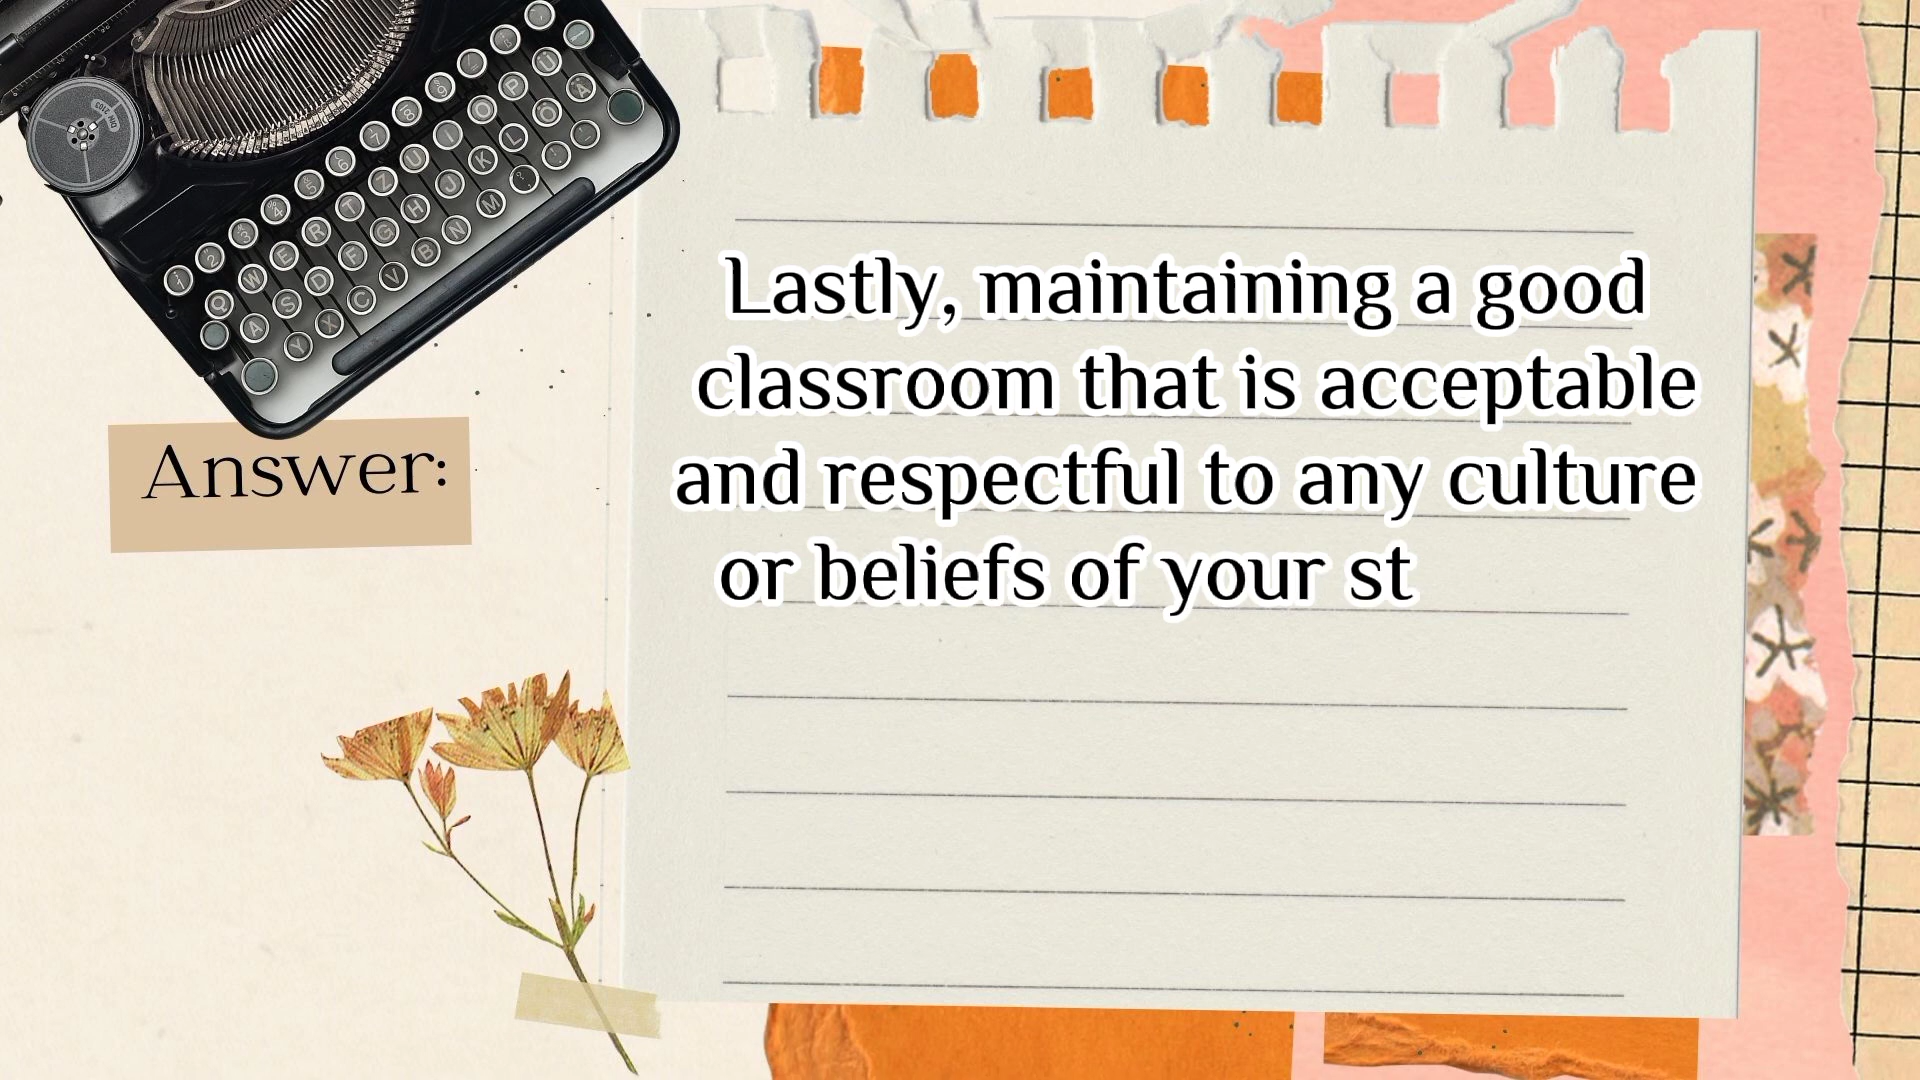 Answer:
Lastly, maintaining a good
classroom that is acceptable
and respectful to any culture
or beliefs of your st